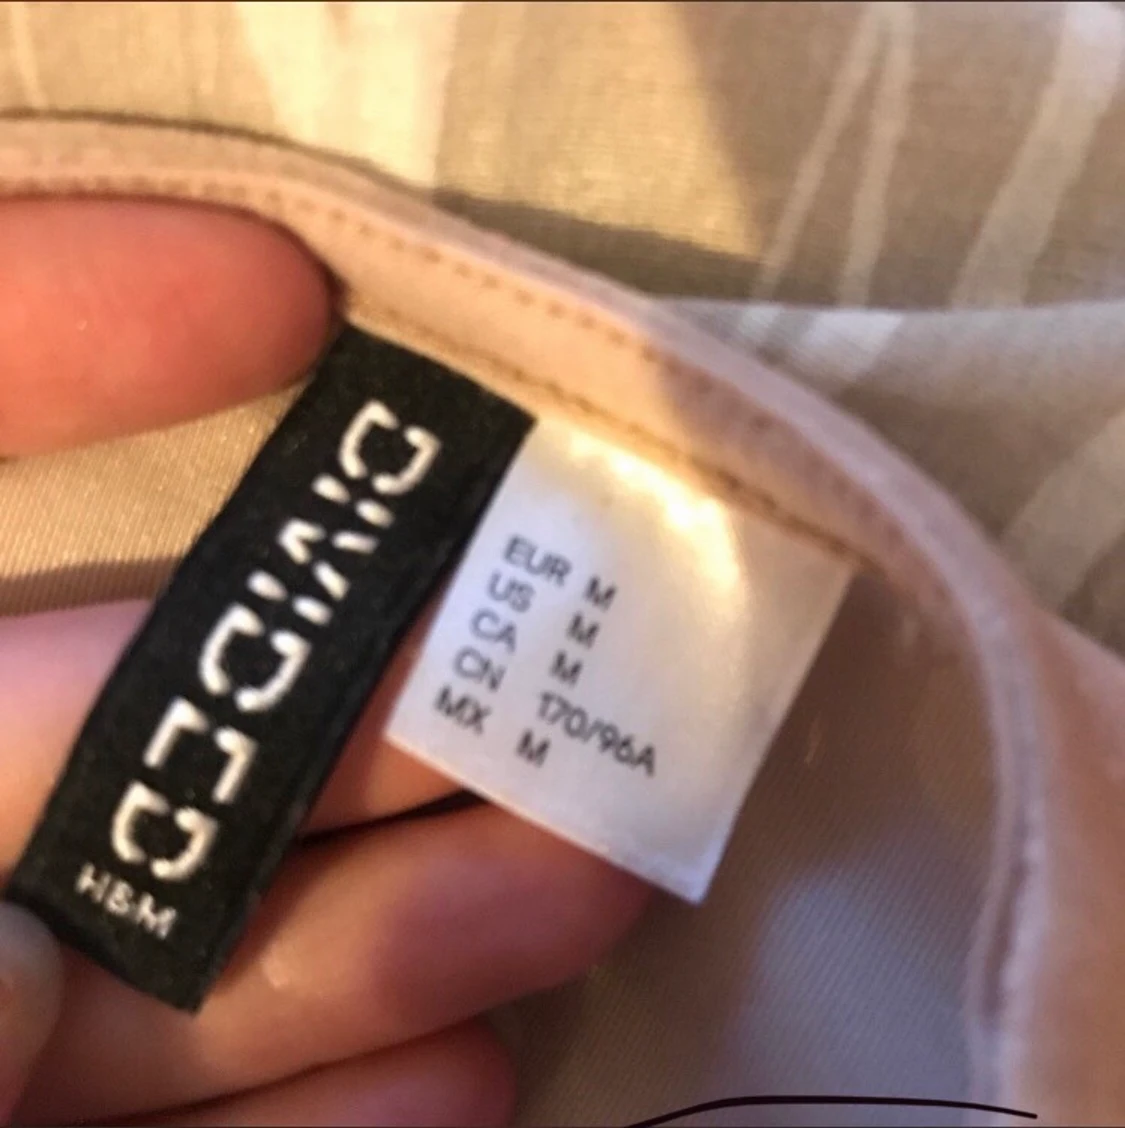 DIVIDED
H&M
EUR M
US M
CA M
CN 170/96A
MX M